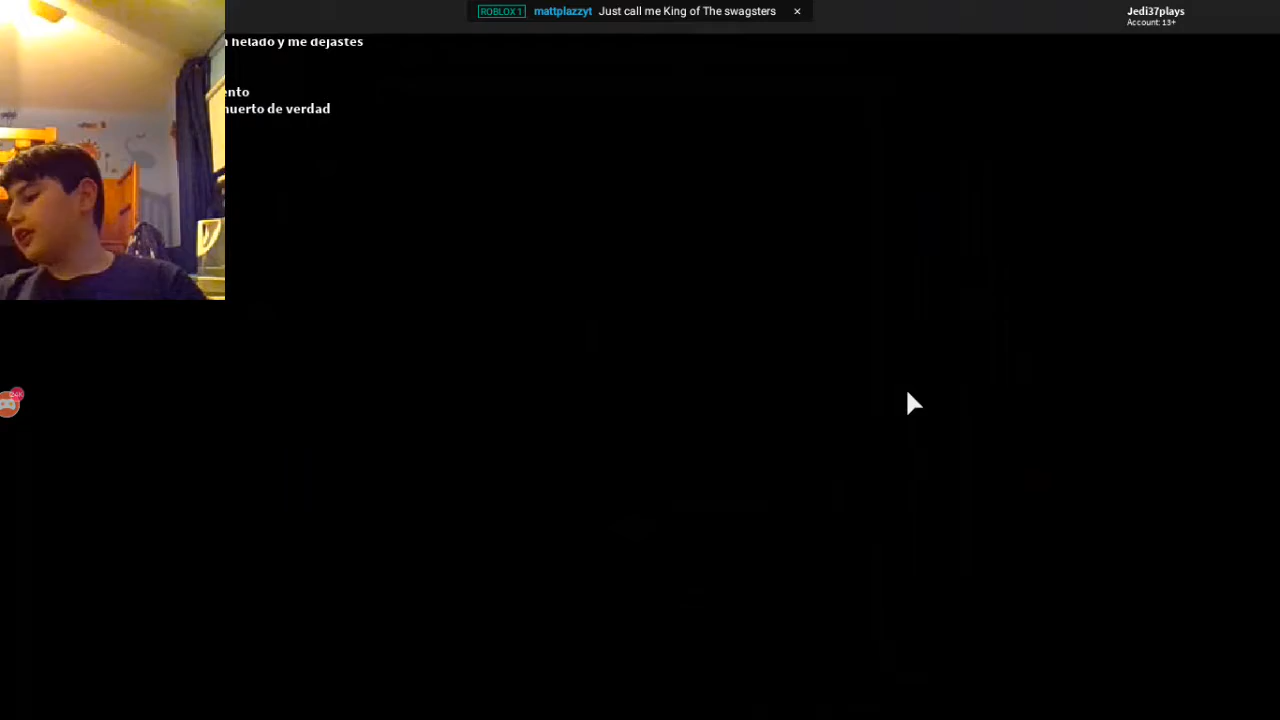 ROBLOX 1 mattplazzyt Just call me King of The swagsters ×
Jedi37plays
Account: 13+
helado y me dejastes
ento
uerto de verdad